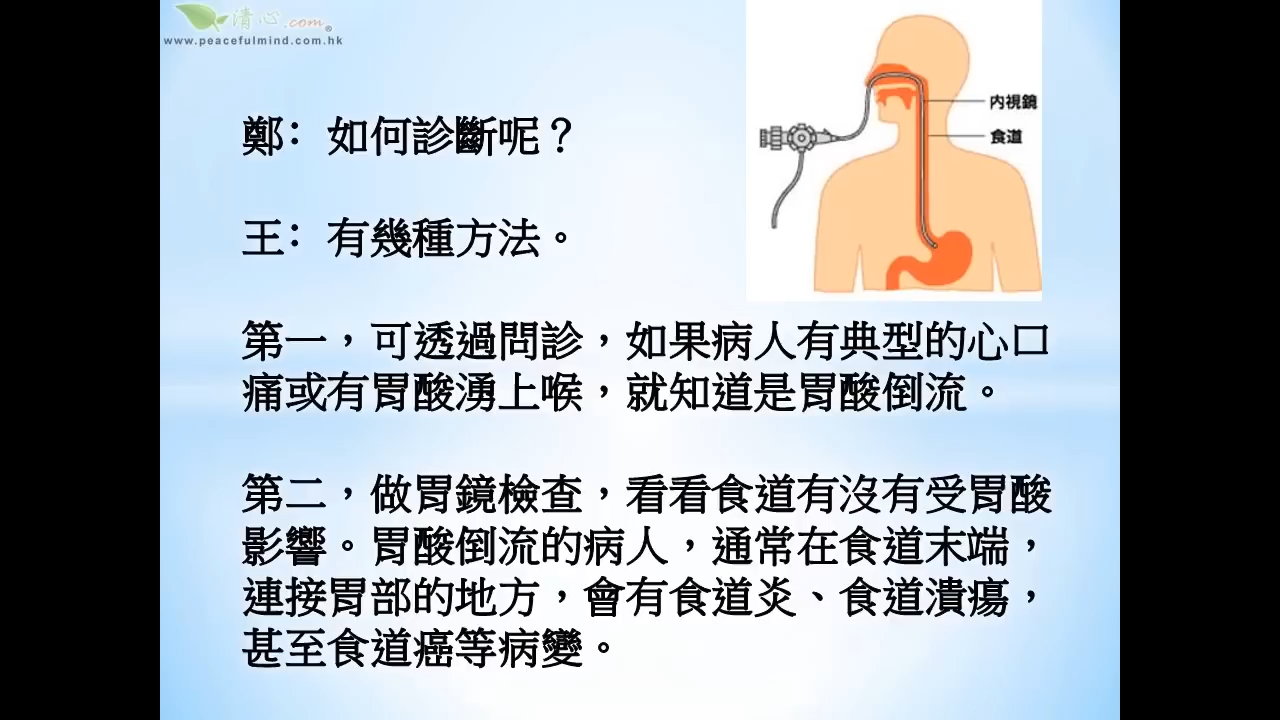 清心.com®
www.peacefulmind.com.hk
內視鏡
食道
鄭：如何診斷呢？
王：有幾種方法。
第一，可透過問診，如果病人有典型的心口
痛或有胃酸湧上喉，就知道是胃酸倒流。
第二，做胃鏡檢查，看看食道有沒有受胃酸
影響。胃酸倒流的病人，通常在食道末端，
連接胃部的地方，會有食道炎、食道潰瘍，
甚至食道癌等病變。